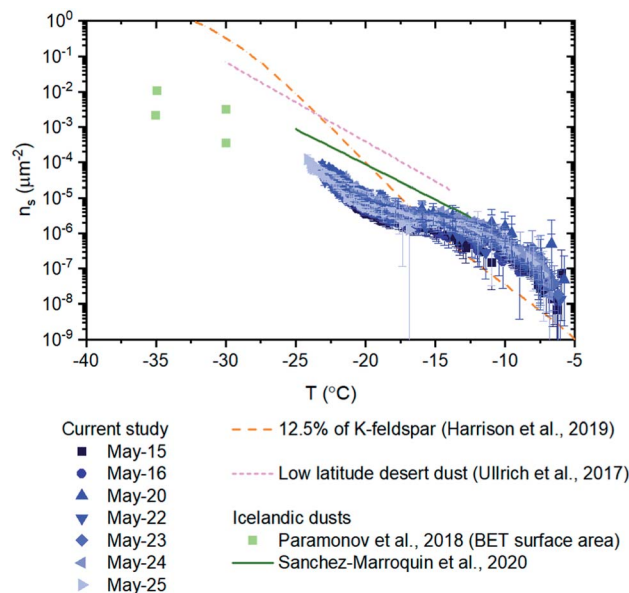 10⁰
10⁻¹
10⁻²
10⁻³
10⁻⁴
10⁻⁵
10⁻⁶
10⁻⁷
10⁻⁸
10⁻⁹
nₛ (μm⁻²)
-40 -35 -30 -25 -20 -15 -10 -5
T (°C)
Current study
May-15
May-16
May-20
May-22
May-23
May-24
May-25
12.5% of K-feldspar (Harrison et al., 2019)
Low latitude desert dust (Ullrich et al., 2017)
Icelandic dusts
Paramonov et al., 2018 (BET surface area)
Sanchez-Marroquin et al., 2020